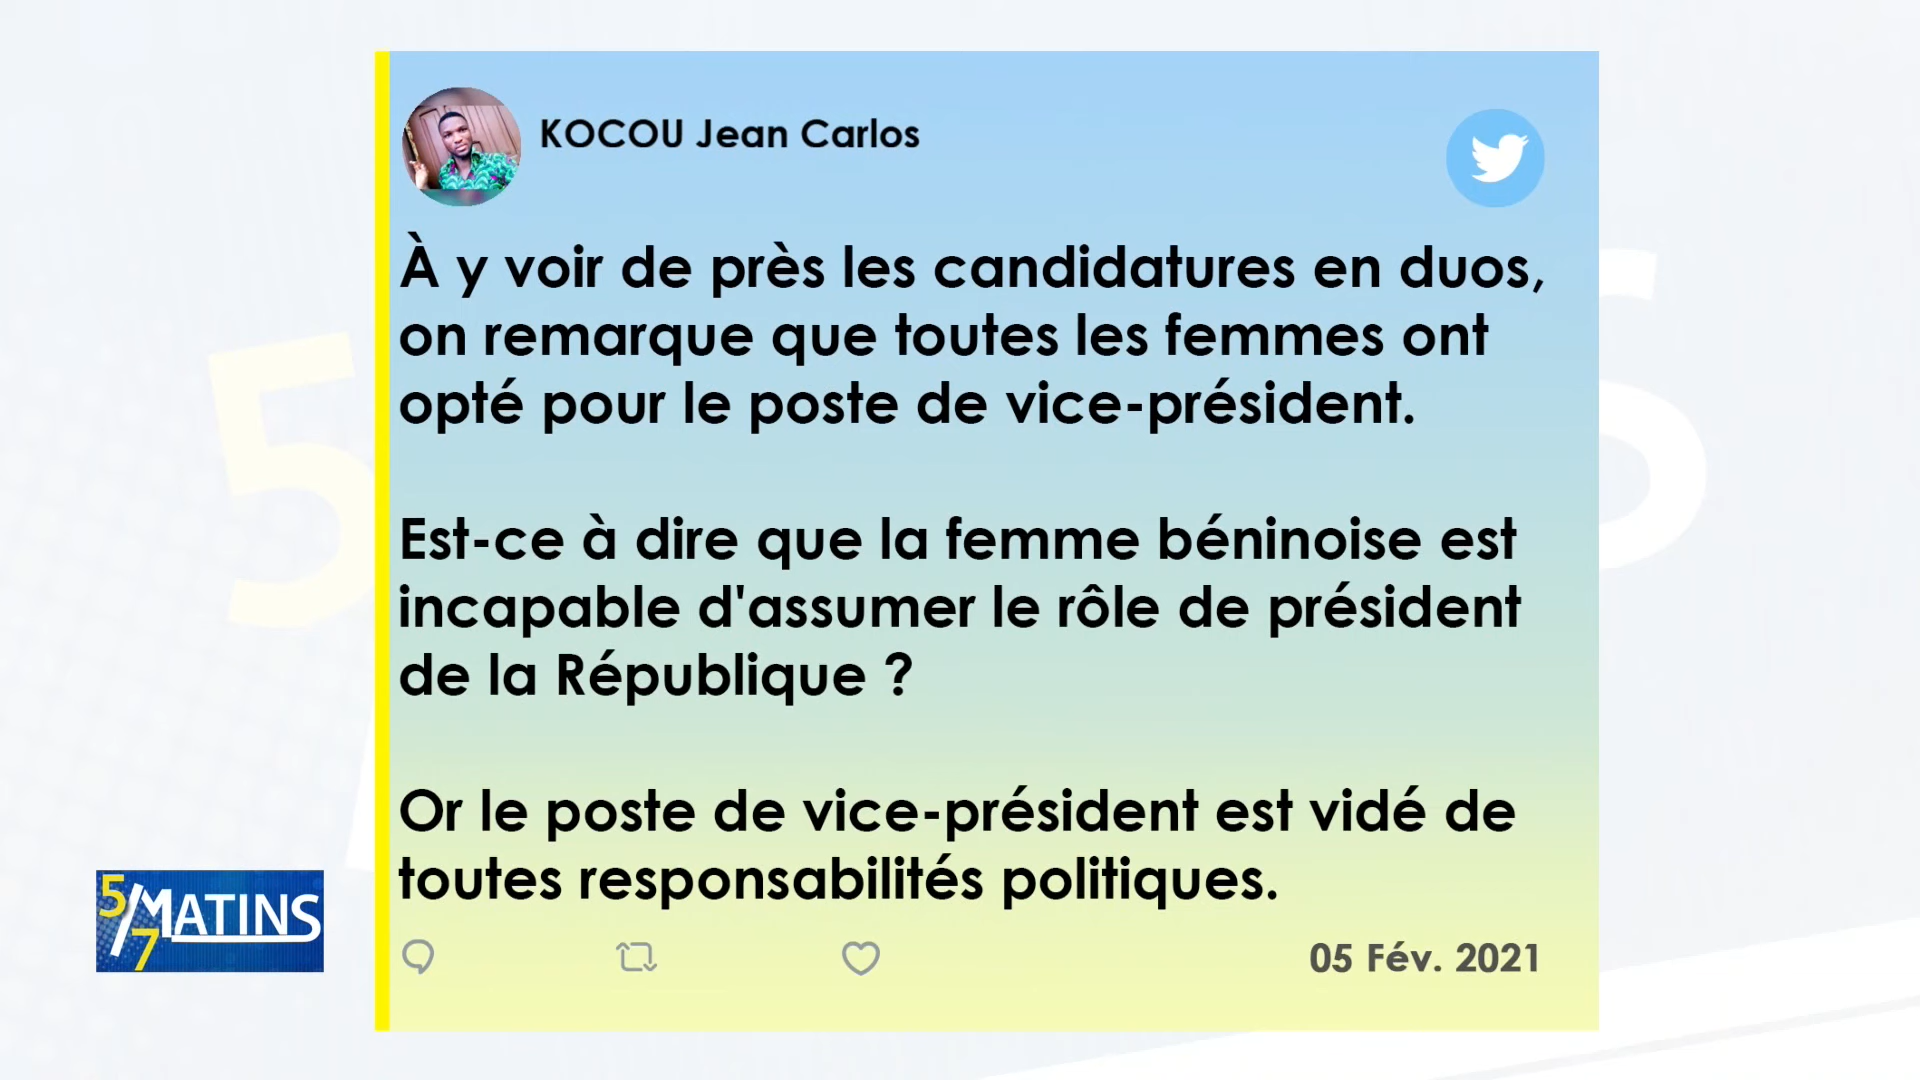 KOCOU Jean Carlos
À y voir de près les candidatures en duos,
on remarque que toutes les femmes ont
opté pour le poste de vice-président.
Est-ce à dire que la femme béninoise est
incapable d'assumer le rôle de président
de la République ?
Or le poste de vice-président est vidé de
toutes responsabilités politiques.
05 Fév. 2021
5/7 MATINS